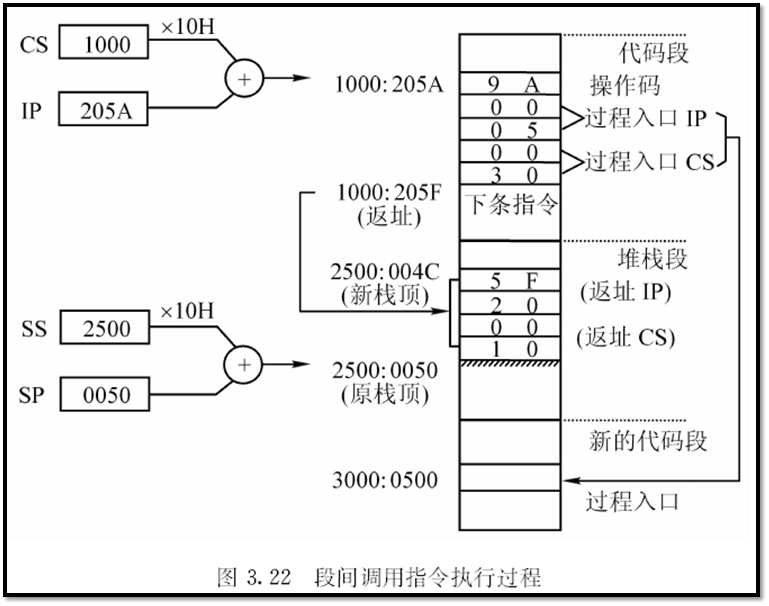 CS 1000 ×10H
IP 205A
+
1000:205A
代码段
9 A 操作码
0 0
0 5
过程入口 IP
0 0
3 0
过程入口 CS
1000:205F
(返址)
下条指令
堆栈段
2500:004C
(新栈顶)
5 F
2 0
(返址 IP)
0 0
1 0
(返址 CS)
SS 2500 ×10H
SP 0050
+
2500:0050
(原栈顶)
新的代码段
3000:0500
过程入口
图 3.22 段间调用指令执行过程